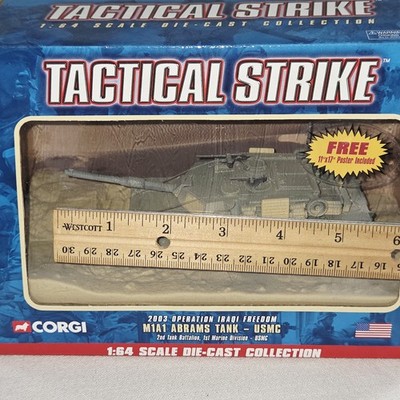 TACTICAL STRIKE
1:64 SCALE DIE-CAST COLLECTION
WARNING
TACTICAL STRIKE™
FREE
11"x17" Poster Included
WESTCOTT 1 2 3 4 5 6
30 29 28 27 26 25 24 23 22 21 20 19 18 17 16
CORGI
2003 OPERATION IRAQI FREEDOM
M1A1 ABRAMS TANK - USMC
2nd Tank Battalion, 1st Marine Division - USMC
1:64 SCALE DIE-CAST COLLECTION